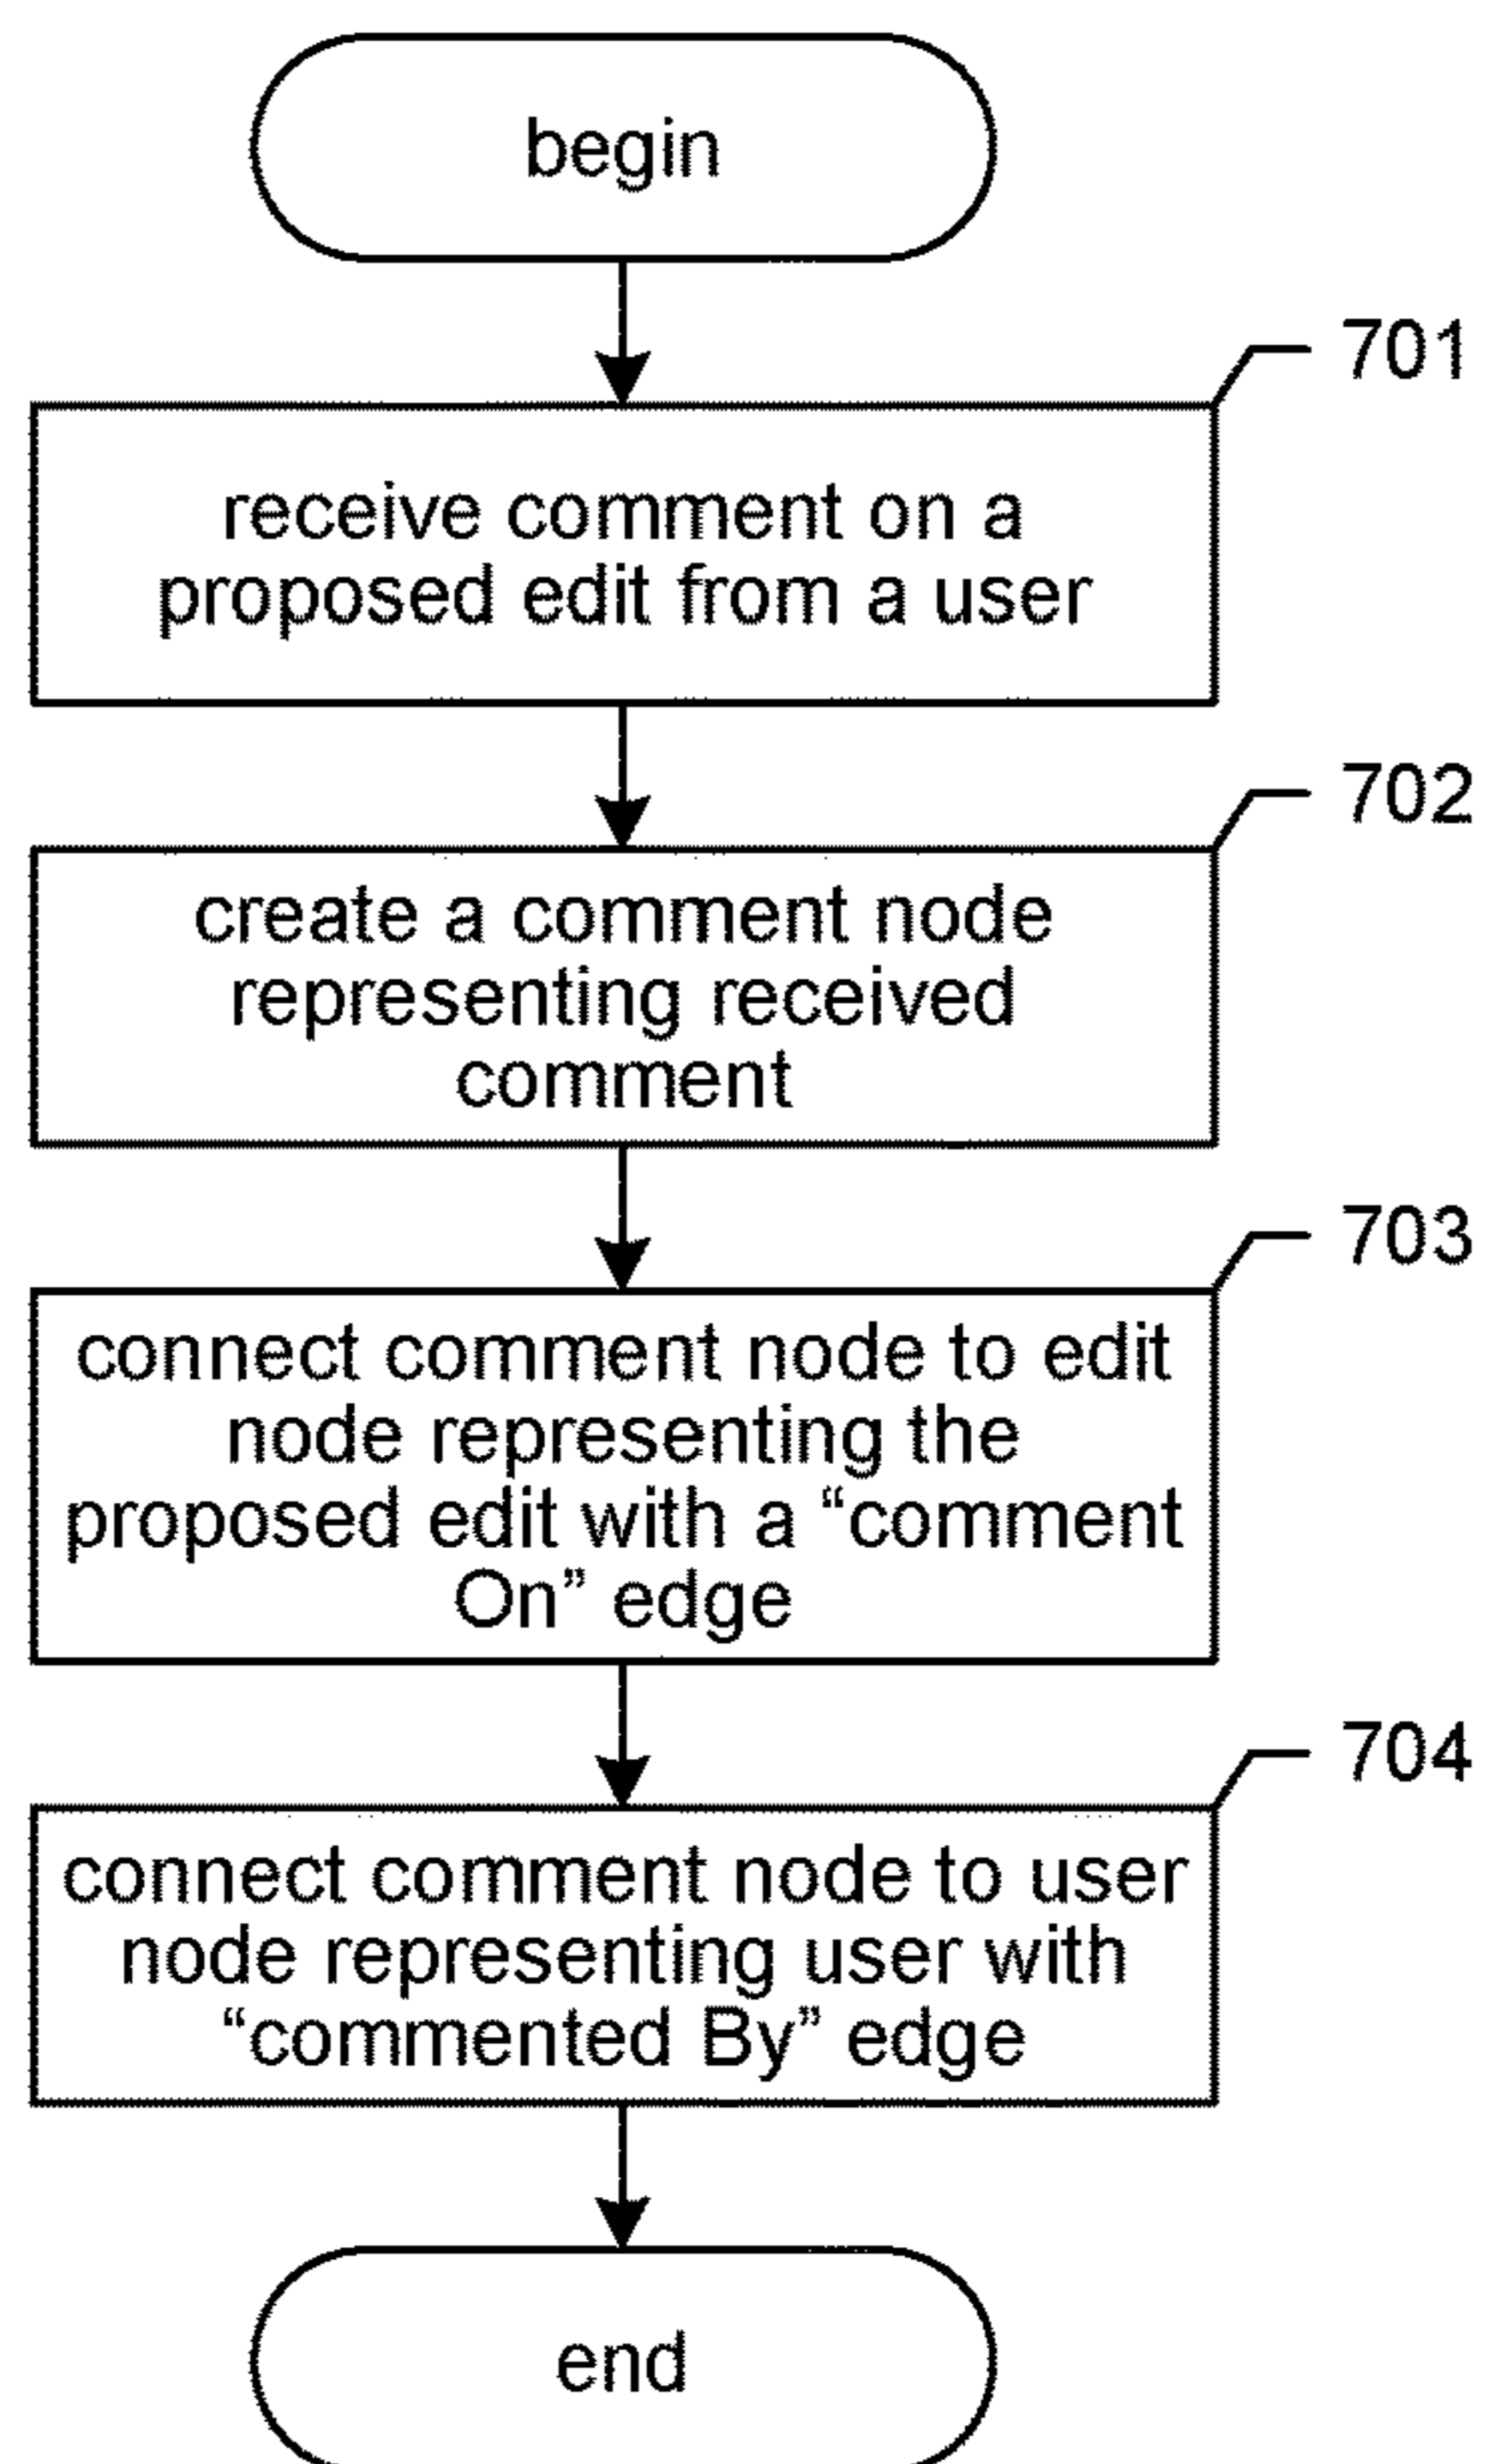 begin
701
receive comment on a
proposed edit from a user
702
create a comment node
representing received
comment
703
connect comment node to edit
node representing the
proposed edit with a “comment
On” edge
704
connect comment node to user
node representing user with
“commented By” edge
end